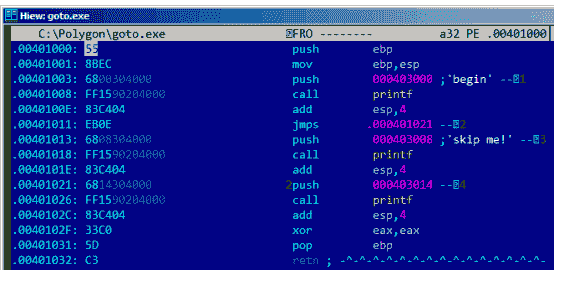 Hiew: goto.exe
C:\Polygon\goto.exe FRO -------- a32 PE .00401000
.00401000: 55 push ebp
.00401001: 8BEC mov ebp,esp
.00401003: 6800304000 push 000403000 ;'begin' --1
.00401008: FF1590204000 call printf
.0040100E: 83C404 add esp,4
.00401011: EB0E jmps .000401021 --2
.00401013: 6808304000 push 000403008 ;'skip me!' --3
.00401018: FF1590204000 call printf
.0040101E: 83C404 add esp,4
.00401021: 6814304000 2push 000403014 --4
.00401026: FF1590204000 call printf
.0040102C: 83C404 add esp,4
.0040102F: 33C0 xor eax,eax
.00401031: 5D pop ebp
.00401032: C3 retn ; -^-^-^-^-^-^-^-^-^-^-^-^-^-^-^-